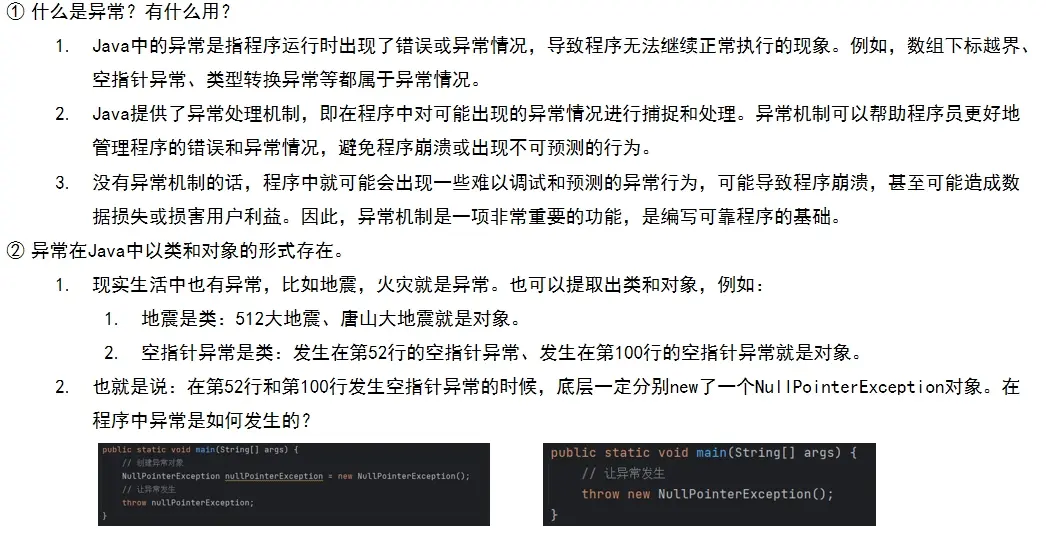 ① 什么是异常？有什么用？
1. Java中的异常是指程序运行时出现了错误或异常情况，导致程序无法继续正常执行的现象。例如，数组下标越界、
空指针异常、类型转换异常等都属于异常情况。
2. Java提供了异常处理机制，即在程序中对可能出现的异常情况进行捕捉和处理。异常机制可以帮助程序员更好地
管理程序的错误和异常情况，避免程序崩溃或出现不可预测的行为。
3. 没有异常机制的话，程序中就可能会出现一些难以调试和预测的异常行为，可能导致程序崩溃，甚至可能造成数
据损失或损害用户利益。因此，异常机制是一项非常重要的功能，是编写可靠程序的基础。
② 异常在Java中以类和对象的形式存在。
1. 现实生活中也有异常，比如地震，火灾就是异常。也可以提取出类和对象，例如：
1. 地震是类：512大地震、唐山大地震就是对象。
2. 空指针异常是类：发生在第52行的空指针异常、发生在第100行的空指针异常就是对象。
2. 也就是说：在第52行和第100行发生空指针异常的时候，底层一定分别new了一个NullPointerException对象。在
程序中异常是如何发生的？
public static void main(String[] args) {
// 创建异常对象
NullPointerException nullPointerException = new NullPointerException();
// 让异常发生
throw nullPointerException;
}
public static void main(String[] args) {
// 让异常发生
throw new NullPointerException();
}